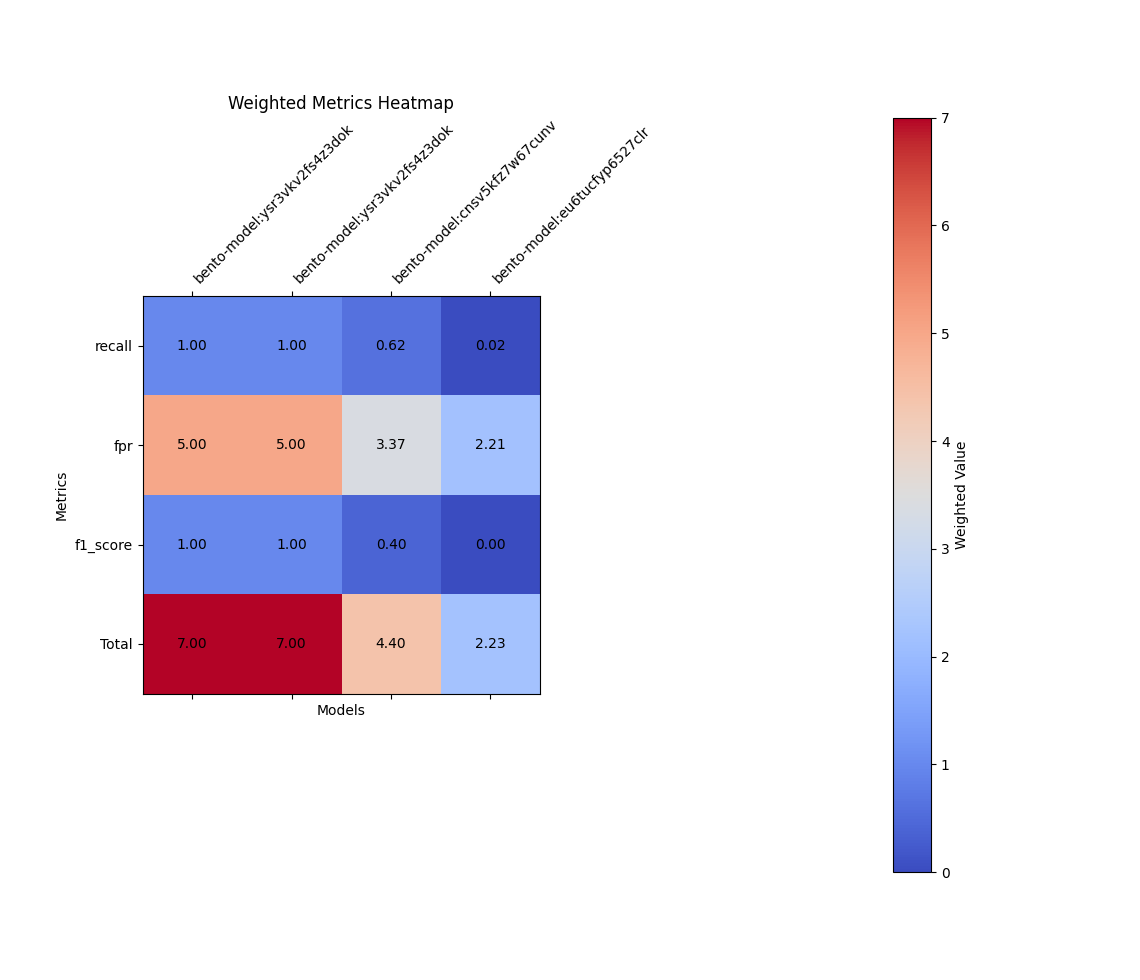 Weighted Metrics Heatmap
bento-model:ysr3vkv2fs4z3dok
bento-model:ysr3vkv2fs4z3dok
bento-model:cnsv5kfz7w67cunv
bento-model:eu6tucfyp6527clr
Metrics
recall 1.00 1.00 0.62 0.02
fpr 5.00 5.00 3.37 2.21
f1_score 1.00 1.00 0.40 0.00
Total 7.00 7.00 4.40 2.23
Models
7
6
5
4
3
2
1
0
Weighted Value